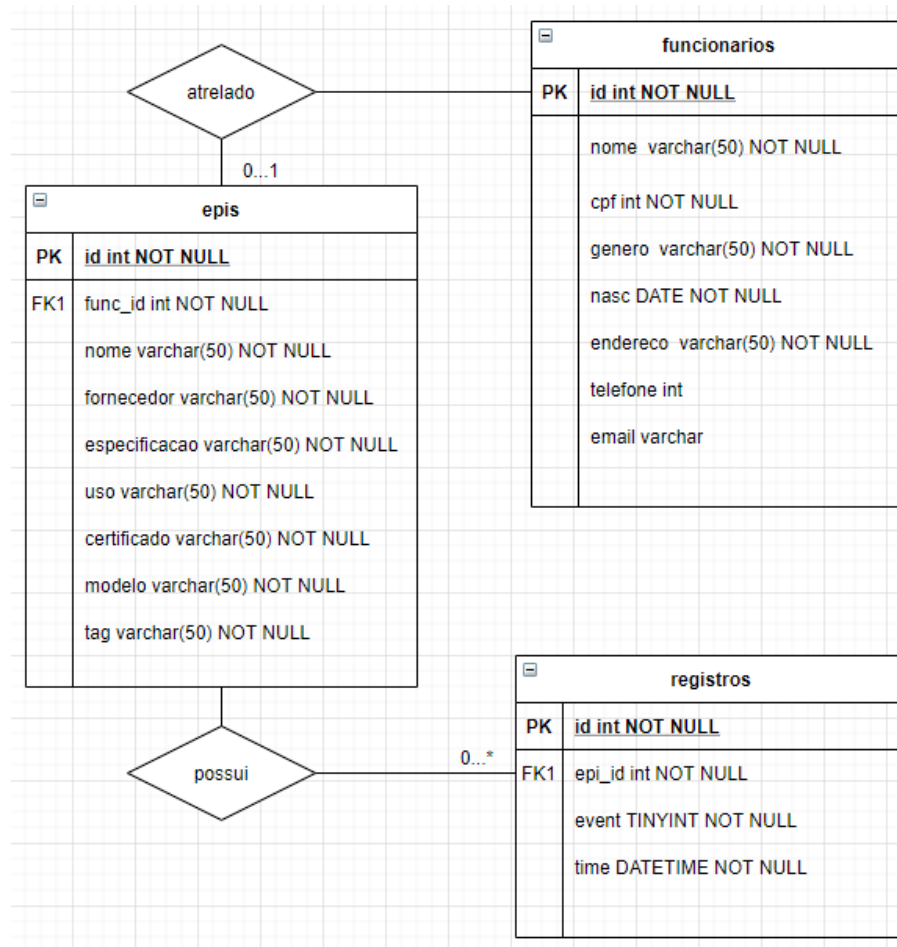 atrelado
0...1
funcionarios
PK id int NOT NULL
nome varchar(50) NOT NULL
cpf int NOT NULL
genero varchar(50) NOT NULL
nasc DATE NOT NULL
endereco varchar(50) NOT NULL
telefone int
email varchar
epis
PK id int NOT NULL
FK1 func_id int NOT NULL
nome varchar(50) NOT NULL
fornecedor varchar(50) NOT NULL
especificacao varchar(50) NOT NULL
uso varchar(50) NOT NULL
certificado varchar(50) NOT NULL
modelo varchar(50) NOT NULL
tag varchar(50) NOT NULL
possui
0...*
registros
PK id int NOT NULL
FK1 epi_id int NOT NULL
event TINYINT NOT NULL
time DATETIME NOT NULL